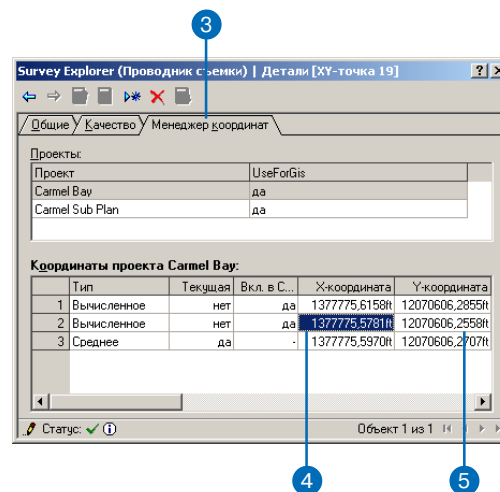 3
Survey Explorer (Проводник съемки) | Детали [XY-точка 19]
Общие Качество Менеджер координат
Проекты:
Проект UseForGis
Carmel Bay да
Carmel Sub Plan да
Координаты проекта Carmel Bay:
Тип Текущая Вкл. в С... X-координата Y-координата
1 Вычисленное нет да 1377775,6158ft 12070606,2855ft
2 Вычисленное нет да 1377775,5781ft 12070606,2558ft
3 Среднее да - 1377775,5970ft 12070606,2707ft
Статус: Объект 1 из 1
4 5